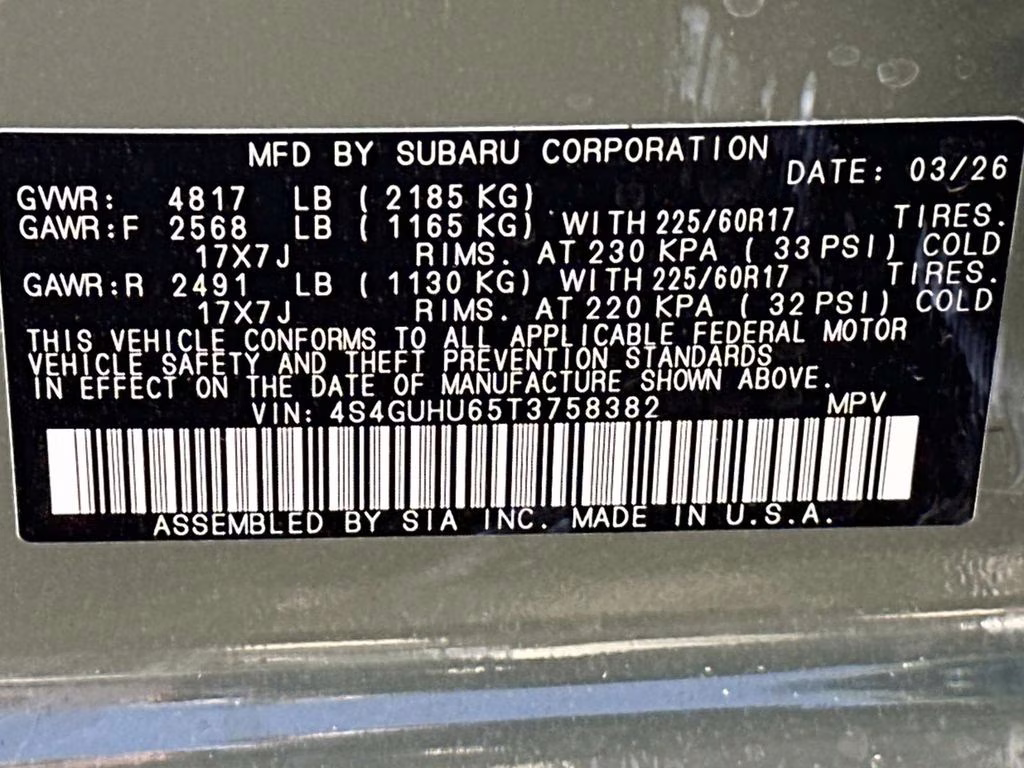 MFD BY SUBARU CORPORATION DATE: 03/26
GVWR: 4817 LB ( 2185 KG)
GAWR:F 2568 LB ( 1165 KG) WITH 225/60R17 TIRES.
17X7J RIMS. AT 230 KPA ( 33 PSI) COLD
GAWR:R 2491 LB ( 1130 KG) WITH 225/60R17 TIRES.
17X7J RIMS. AT 220 KPA ( 32 PSI) COLD
THIS VEHICLE CONFORMS TO ALL APPLICABLE FEDERAL MOTOR
VEHICLE SAFETY AND THEFT PREVENTION STANDARDS
IN EFFECT ON THE DATE OF MANUFACTURE SHOWN ABOVE.
VIN: 4S4GUHU65T3758382 MPV
ASSEMBLED BY SIA INC. MADE IN U.S.A.